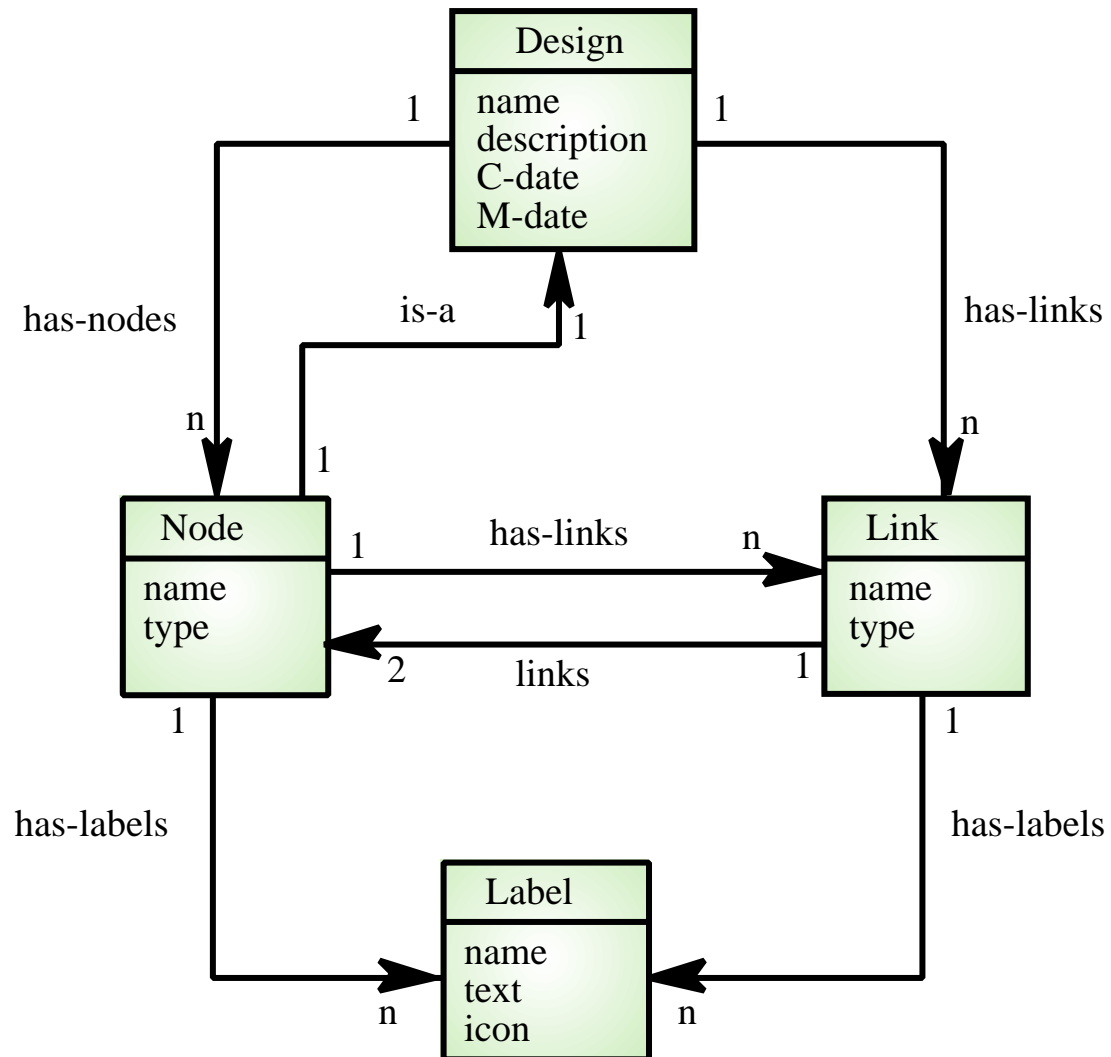 Design
name
description
C-date
M-date
1
1
has-nodes
is-a
1
has-links
n
1
n
Node
name
type
1
has-links
n
Link
name
type
2
links
1
1
1
has-labels
has-labels
Label
name
text
icon
n
n